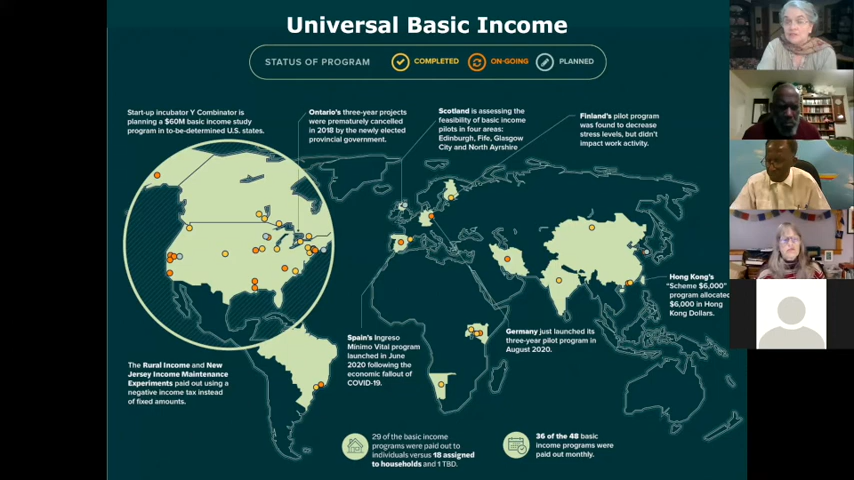 Universal Basic Income
STATUS OF PROGRAM
COMPLETED
ON-GOING
PLANNED
Start-up incubator Y Combinator is
planning a $60M basic income study
program in to-be-determined U.S. states.
Ontario's three-year projects
were prematurely cancelled
in 2018 by the newly elected
provincial government.
Scotland is assessing the
feasibility of basic income
pilots in four areas:
Edinburgh, Fife, Glasgow
City and North Ayrshire
Finland's pilot program
was found to decrease
stress levels, but didn't
impact work activity.
Hong Kong's
"Scheme $6,000"
program allocated
$6,000 in Hong
Kong Dollars.
Germany just launched its
three-year pilot program in
August 2020.
Spain's Ingreso
Mínimo Vital program
launched in June
2020 following the
economic fallout of
COVID-19.
The Rural Income and New
Jersey Income Maintenance
Experiments paid out using a
negative income tax instead
of fixed amounts.
29 of the basic income
programs were paid out to
individuals versus 18 assigned
to households and 1 TBD.
36 of the 48 basic
income programs were
paid out monthly.